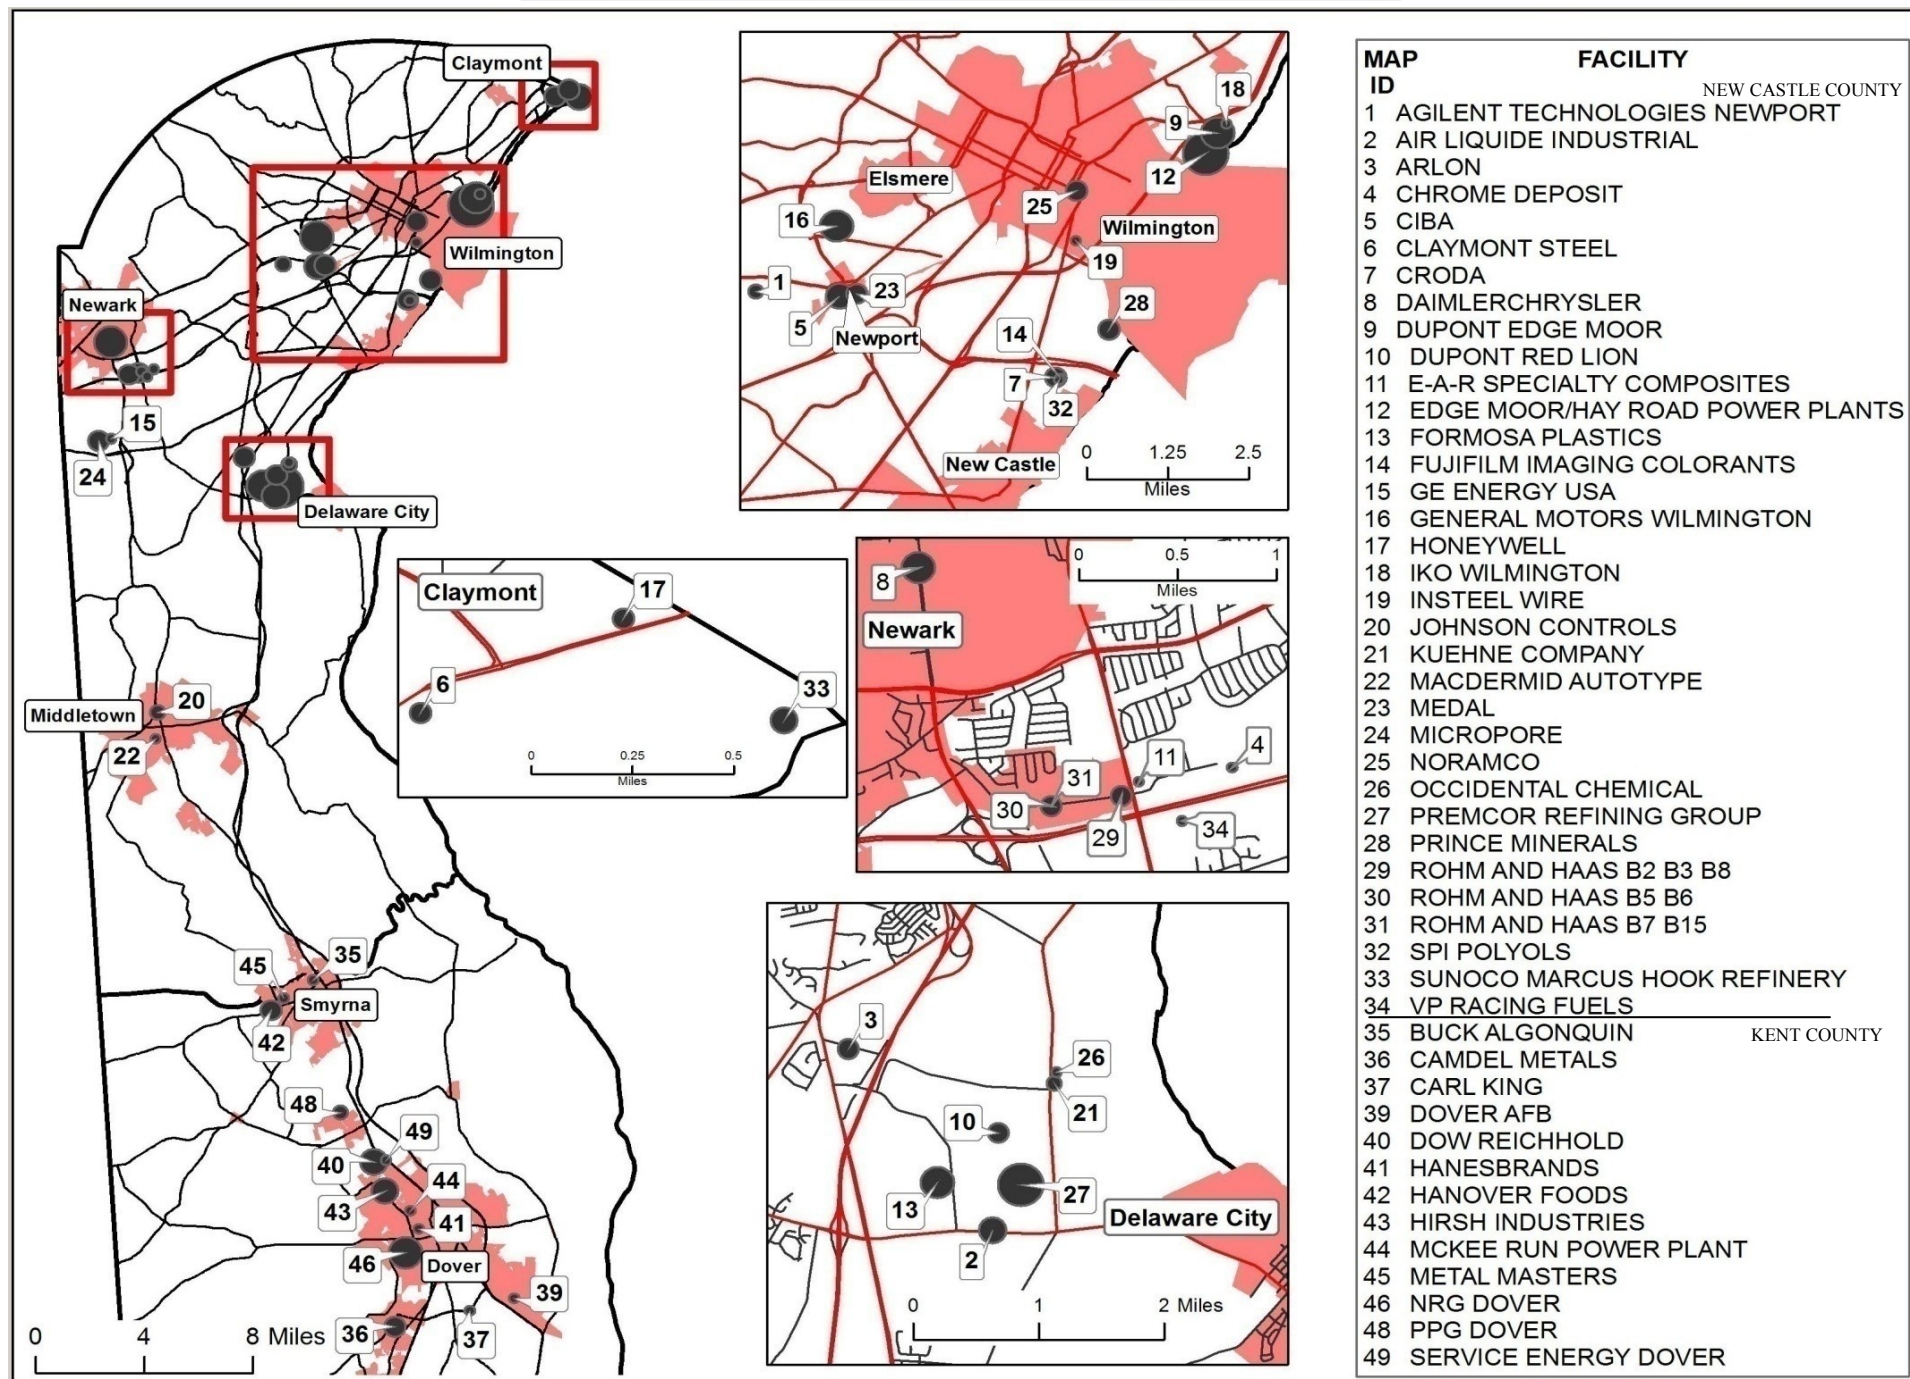 Claymont
Wilmington
Newark
15
24
Delaware City
Middletown
20
22
45
35
Smyrna
42
48
49
40
44
43
41
46
Dover
39
36
37
0 4 8 Miles
18
9
12
Elsmere
25
16
Wilmington
19
1
23
28
5
Newport
14
7
32
New Castle
0 1.25 2.5
Miles
Claymont
17
6
33
0 0.25 0.5
Miles
8
0 0.5 1
Miles
Newark
11
4
31
30
29
34
3
26
21
10
13
27
Delaware City
2
0 1 2 Miles
MAP ID FACILITY
NEW CASTLE COUNTY
1 AGILENT TECHNOLOGIES NEWPORT
2 AIR LIQUIDE INDUSTRIAL
3 ARLON
4 CHROME DEPOSIT
5 CIBA
6 CLAYMONT STEEL
7 CRODA
8 DAIMLERCHRYSLER
9 DUPONT EDGE MOOR
10 DUPONT RED LION
11 E-A-R SPECIALTY COMPOSITES
12 EDGE MOOR/HAY ROAD POWER PLANTS
13 FORMOSA PLASTICS
14 FUJIFILM IMAGING COLORANTS
15 GE ENERGY USA
16 GENERAL MOTORS WILMINGTON
17 HONEYWELL
18 IKO WILMINGTON
19 INSTEEL WIRE
20 JOHNSON CONTROLS
21 KUEHNE COMPANY
22 MACDERMID AUTOTYPE
23 MEDAL
24 MICROPORE
25 NORAMCO
26 OCCIDENTAL CHEMICAL
27 PREMCOR REFINING GROUP
28 PRINCE MINERALS
29 ROHM AND HAAS B2 B3 B8
30 ROHM AND HAAS B5 B6
31 ROHM AND HAAS B7 B15
32 SPI POLYOLS
33 SUNOCO MARCUS HOOK REFINERY
34 VP RACING FUELS
35 BUCK ALGONQUIN
KENT COUNTY
36 CAMDEL METALS
37 CARL KING
39 DOVER AFB
40 DOW REICHHOLD
41 HANESBRANDS
42 HANOVER FOODS
43 HIRSH INDUSTRIES
44 MCKEE RUN POWER PLANT
45 METAL MASTERS
46 NRG DOVER
48 PPG DOVER
49 SERVICE ENERGY DOVER